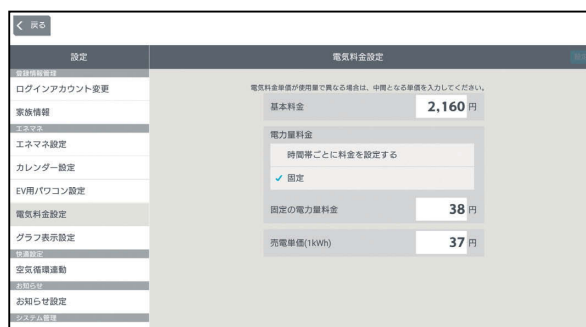 戻る
設定
電気料金設定
登録情報管理
ログインアカウント変更
家族情報
エネマネ
エネマネ設定
カレンダー設定
EV用パワコン設定
電気料金設定
グラフ表示設定
快適設定
空気循環連動
お知らせ
お知らせ設定
システム管理
電気料金単価が使用量で異なる場合は、中間となる単価を入力してください。
基本料金 2,160 円
電力量料金
時間帯ごとに料金を設定する
固定
固定の電力量料金 38 円
売電単価(1kWh) 37 円